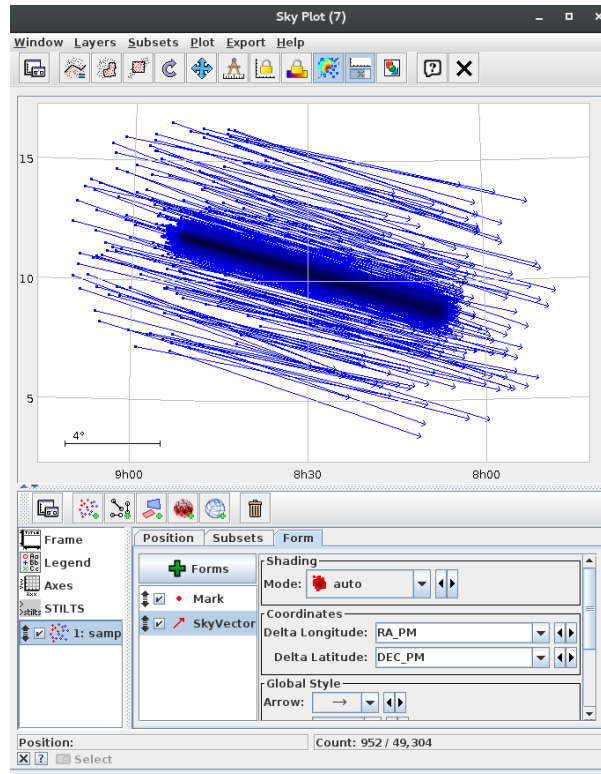 Sky Plot (7)
Window Layers Subsets Plot Export Help
15
10
5
4°
9h00 8h30 8h00
Frame
Legend
Axes
STILTS
1: samp
Position Subsets Form
Forms
Mark
SkyVector
Shading
Mode: auto
Coordinates
Delta Longitude: RA_PM
Delta Latitude: DEC_PM
Global Style
Arrow:
Position: Count: 952 / 49,304
Select